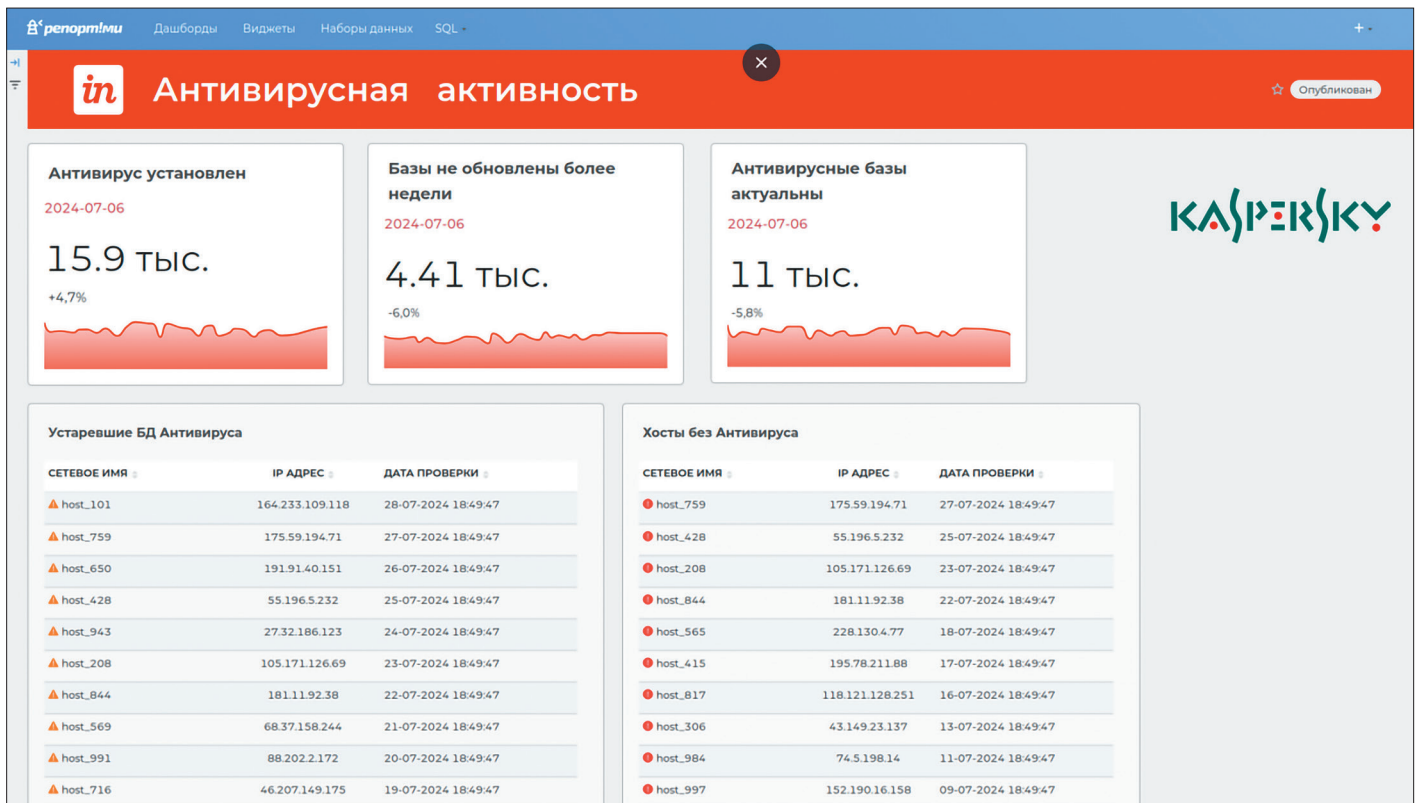 репорт!ми Дашборды Виджеты Наборы данных SQL
in Антивирусная активность
Опубликован
Антивирус установлен
2024-07-06
15.9 тыс.
+4,7%
Базы не обновлены более
недели
2024-07-06
4.41 тыс.
-6,0%
Антивирусные базы
актуальны
2024-07-06
11 тыс.
-5,8%
KASPERSKY
Устаревшие БД Антивируса
СЕТЕВОЕ ИМЯ IP АДРЕС ДАТА ПРОВЕРКИ
host_101 164.233.109.118 28-07-2024 18:49:47
host_759 175.59.194.71 27-07-2024 18:49:47
host_650 191.91.40.151 26-07-2024 18:49:47
host_428 55.196.5.232 25-07-2024 18:49:47
host_943 27.32.186.123 24-07-2024 18:49:47
host_208 105.171.126.69 23-07-2024 18:49:47
host_844 181.11.92.38 22-07-2024 18:49:47
host_569 68.37.158.244 21-07-2024 18:49:47
host_991 88.202.2.172 20-07-2024 18:49:47
host_716 46.207.149.175 19-07-2024 18:49:47
Хосты без Антивируса
СЕТЕВОЕ ИМЯ IP АДРЕС ДАТА ПРОВЕРКИ
host_759 175.59.194.71 27-07-2024 18:49:47
host_428 55.196.5.232 25-07-2024 18:49:47
host_208 105.171.126.69 23-07-2024 18:49:47
host_844 181.11.92.38 22-07-2024 18:49:47
host_565 228.130.4.77 18-07-2024 18:49:47
host_415 195.78.211.88 17-07-2024 18:49:47
host_817 118.121.128.251 16-07-2024 18:49:47
host_306 43.149.23.137 13-07-2024 18:49:47
host_984 74.5.198.14 11-07-2024 18:49:47
host_997 152.190.16.158 09-07-2024 18:49:47